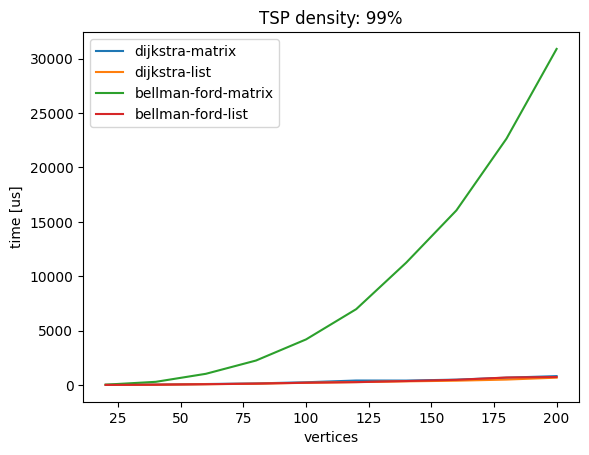 TSP density: 99%
dijkstra-matrix
dijkstra-list
bellman-ford-matrix
bellman-ford-list
time [us]
30000
25000
20000
15000
10000
5000
0
25 50 75 100 125 150 175 200
vertices